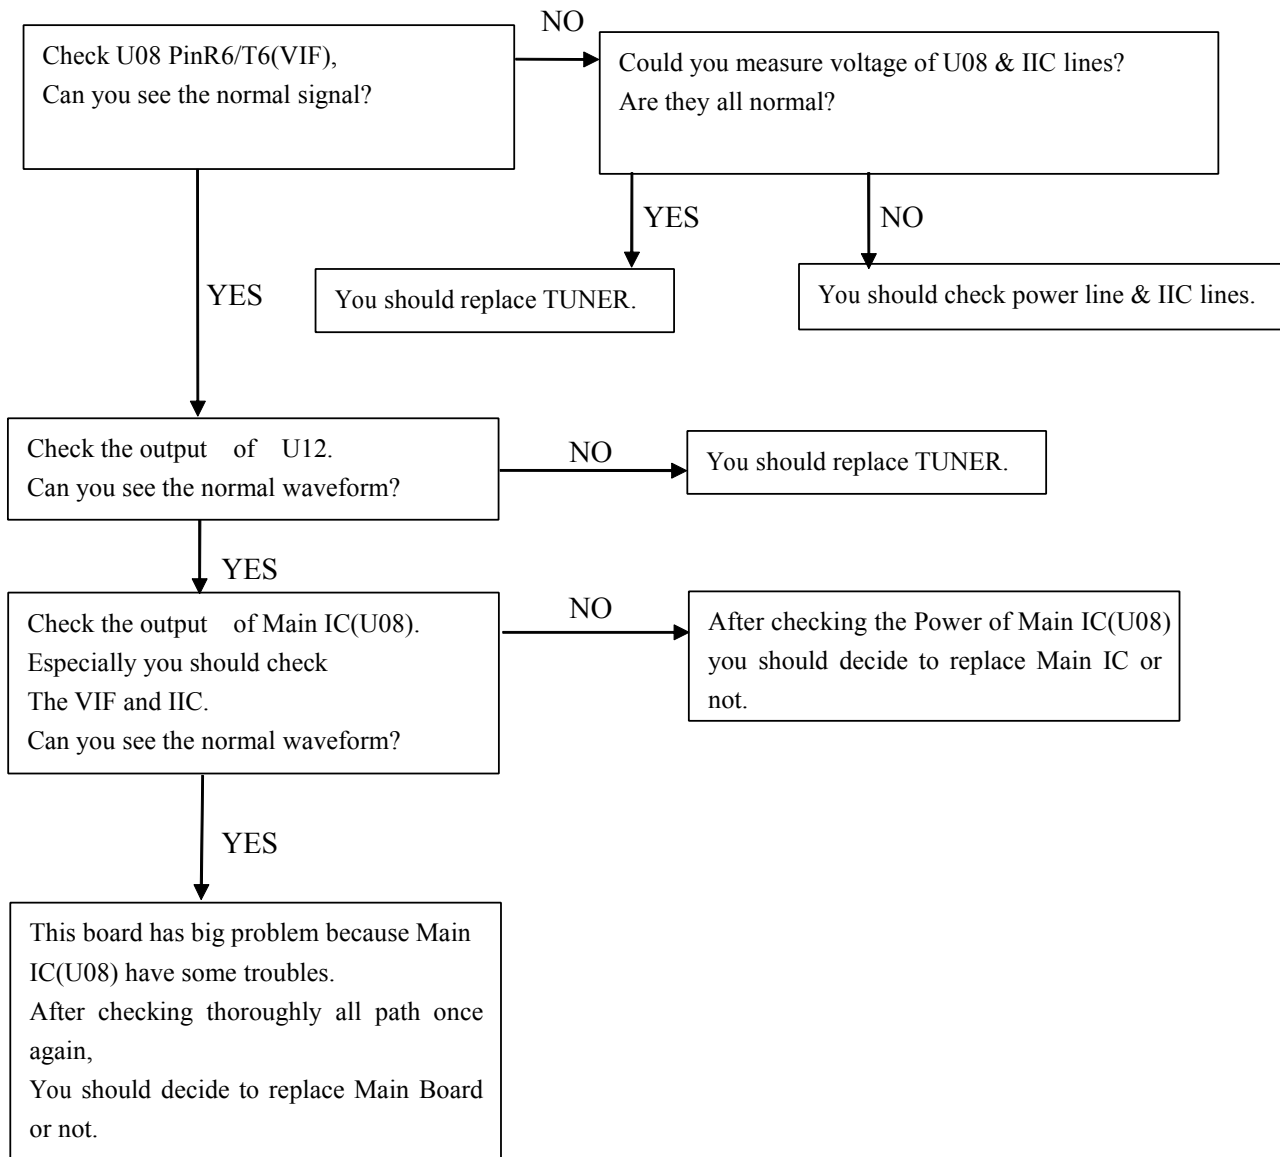 Check U08 PinR6/T6(VIF),
Can you see the normal signal?
NO
Could you measure voltage of U08 & IIC lines?
Are they all normal?
YES
NO
You should replace TUNER.
You should check power line & IIC lines.
YES
Check the output of U12.
Can you see the normal waveform?
NO
You should replace TUNER.
YES
Check the output of Main IC(U08).
Especially you should check
The VIF and IIC.
Can you see the normal waveform?
NO
After checking the Power of Main IC(U08)
you should decide to replace Main IC or
not.
YES
This board has big problem because Main
IC(U08) have some troubles.
After checking thoroughly all path once
again,
You should decide to replace Main Board
or not.